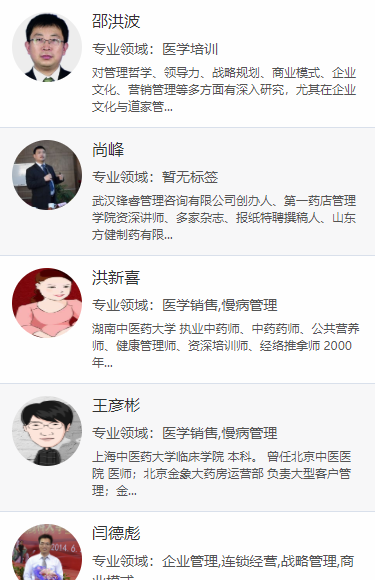 邵洪波
专业领域：医学培训
对管理哲学、领导力、战略规划、商业模式、企业
文化、营销管理等多方面有深入研究，尤其在企业
文化与道家管...
尚峰
专业领域：暂无标签
武汉锋睿管理咨询有限公司创办人、第一药店管理
学院资深讲师、多家杂志、报纸特聘撰稿人、山东
方健制药有限...
洪新喜
专业领域：医学销售,慢病管理
湖南中医药大学 执业中药师、中药药师、公共营养
师、健康管理师、资深培训师、经络推拿师 2000
年...
王彦彬
专业领域：医学销售,慢病管理
上海中医药大学临床学院 本科。 曾任北京中医医
院 医师；北京金象大药房运营部 负责大型客户管
理；金...
闫德彪
2014.6
专业领域：企业管理,连锁经营,战略管理,商
业模式